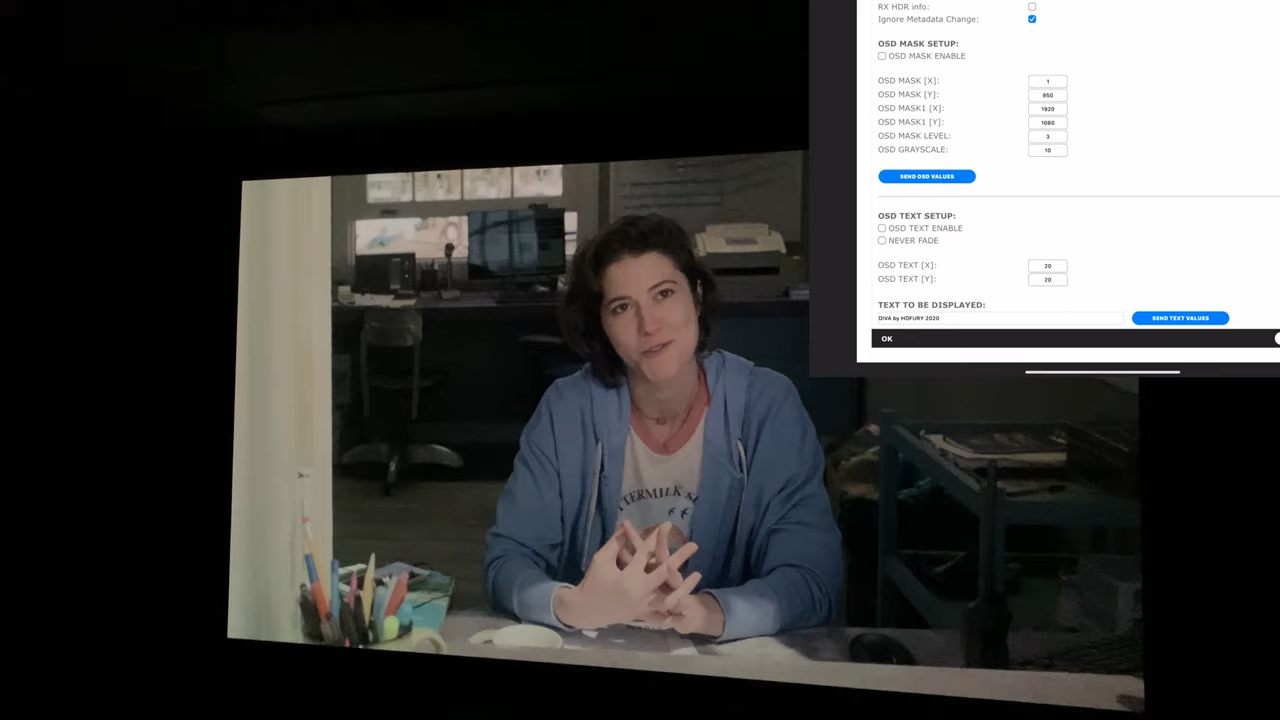 RX HDR info:
Ignore Metadata Change:
OSD MASK SETUP:
OSD MASK ENABLE
OSD MASK [X]: 1
OSD MASK [Y]: 950
OSD MASK1 [X]: 1920
OSD MASK1 [Y]: 1080
OSD MASK LEVEL: 3
OSD GRAYSCALE: 10
SEND OSD VALUES
OSD TEXT SETUP:
OSD TEXT ENABLE
NEVER FADE
OSD TEXT [X]: 20
OSD TEXT [Y]: 20
TEXT TO BE DISPLAYED:
DIVA by HDFURY 2020 SEND TEXT VALUES
OK
TTERMILK S